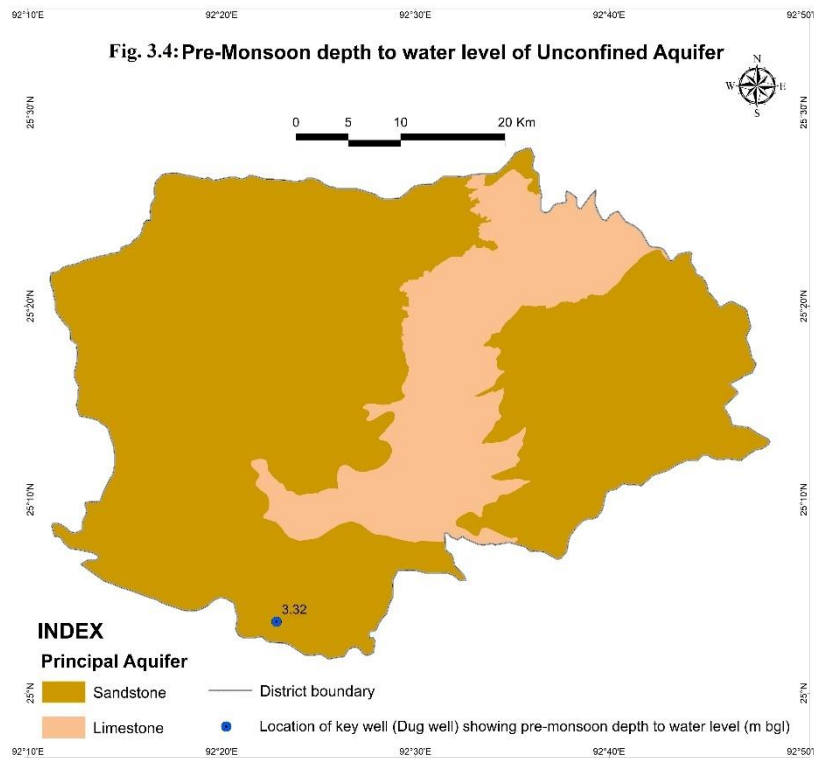 92°10'E 92°20'E 92°30'E 92°40'E 92°50'
Fig. 3.4: Pre-Monsoon depth to water level of Unconfined Aquifer
N
W E
S
25°30'N 25°30'N
0 5 10 20 Km
25°20'N 25°20'N
25°10'N 25°10'N
3.32
INDEX
Principal Aquifer
Sandstone District boundary
25°N 25°N
Limestone Location of key well (Dug well) showing pre-monsoon depth to water level (m bgl)
92°10'E 92°20'E 92°30'E 92°40'E 92°50'